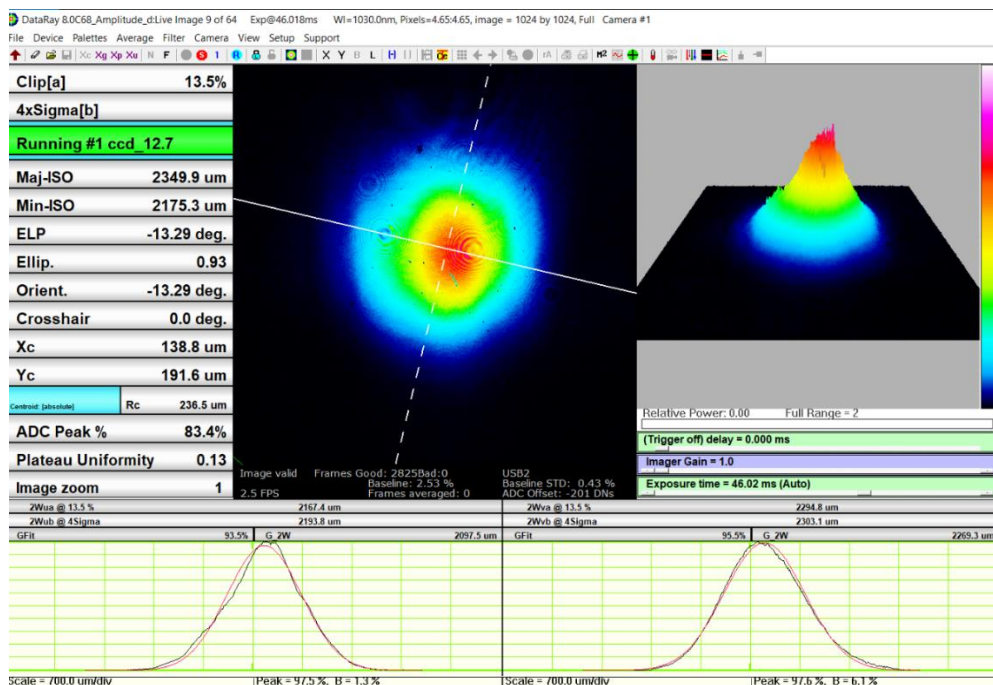 DataRay 8.0C68_Amplitude_d:Live Image 9 of 64 Exp@46.018ms Wl=1030.0nm, Pixels=4.65:4.65, image = 1024 by 1024, Full Camera #1
File Device Palettes Average Filter Camera View Setup Support
Xc Xg Xp Xu N F S 1 A X Y B L H M² rA
Clip[a] 13.5%
4xSigma[b]
Running #1 ccd_12.7
Maj-ISO 2349.9 um
Min-ISO 2175.3 um
ELP -13.29 deg.
Ellip. 0.93
Orient. -13.29 deg.
Crosshair 0.0 deg.
Xc 138.8 um
Yc 191.6 um
Centroid: [absolute] Rc 236.5 um
ADC Peak % 83.4%
Plateau Uniformity 0.13
Image zoom 1
Image valid Frames Good: 2825Bad:0 USB2
Baseline: 2.53 % Baseline STD: 0.43 %
2.5 FPS Frames averaged: 0 ADC Offset: -201 DNs
Relative Power: 0.00 Full Range = 2
(Trigger off) delay = 0.000 ms
Imager Gain = 1.0
Exposure time = 46.02 ms (Auto)
2Wua @ 13.5 % 2167.4 um 2Wva @ 13.5 % 2294.8 um
2Wub @ 4Sigma 2193.8 um 2Wvb @ 4Sigma 2303.1 um
GFit 93.5% G_2W 2097.5 um GFit 95.5% G_2W 2269.3 um
Scale = 700.0 um/div Peak = 97.5 %, B = 1.3 % Scale = 700.0 um/div Peak = 97.6 %, B = 6.1 %